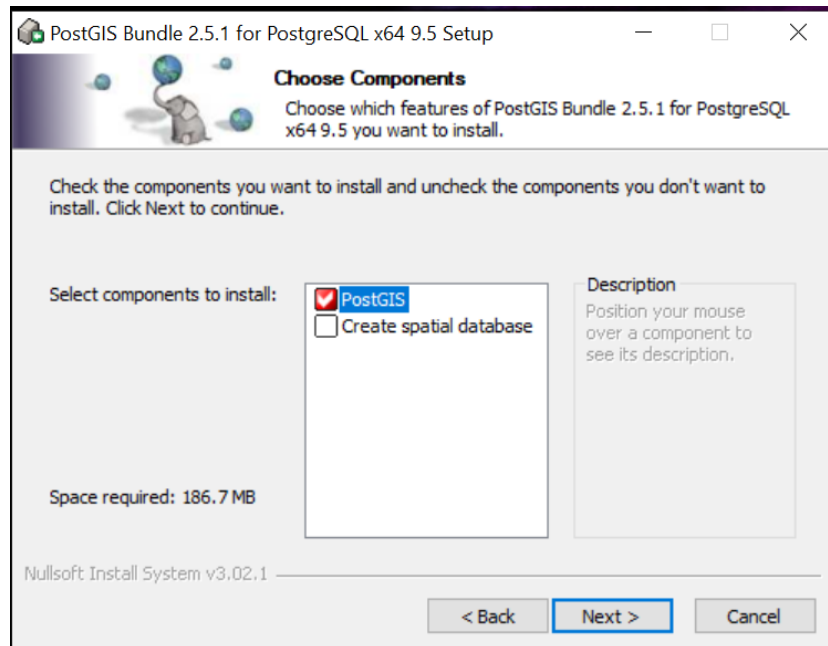 PostGIS Bundle 2.5.1 for PostgreSQL x64 9.5 Setup
Choose Components
Choose which features of PostGIS Bundle 2.5.1 for PostgreSQL
x64 9.5 you want to install.
Check the components you want to install and uncheck the components you don't want to
install. Click Next to continue.
Select components to install:
PostGIS
Create spatial database
Description
Position your mouse
over a component to
see its description.
Space required: 186.7 MB
Nullsoft Install System v3.02.1
< Back
Next >
Cancel